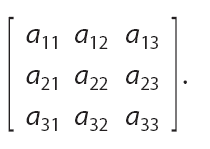 [ a₁₁ a₁₂ a₁₃
a₂₁ a₂₂ a₂₃
a₃₁ a₃₂ a₃₃ ].